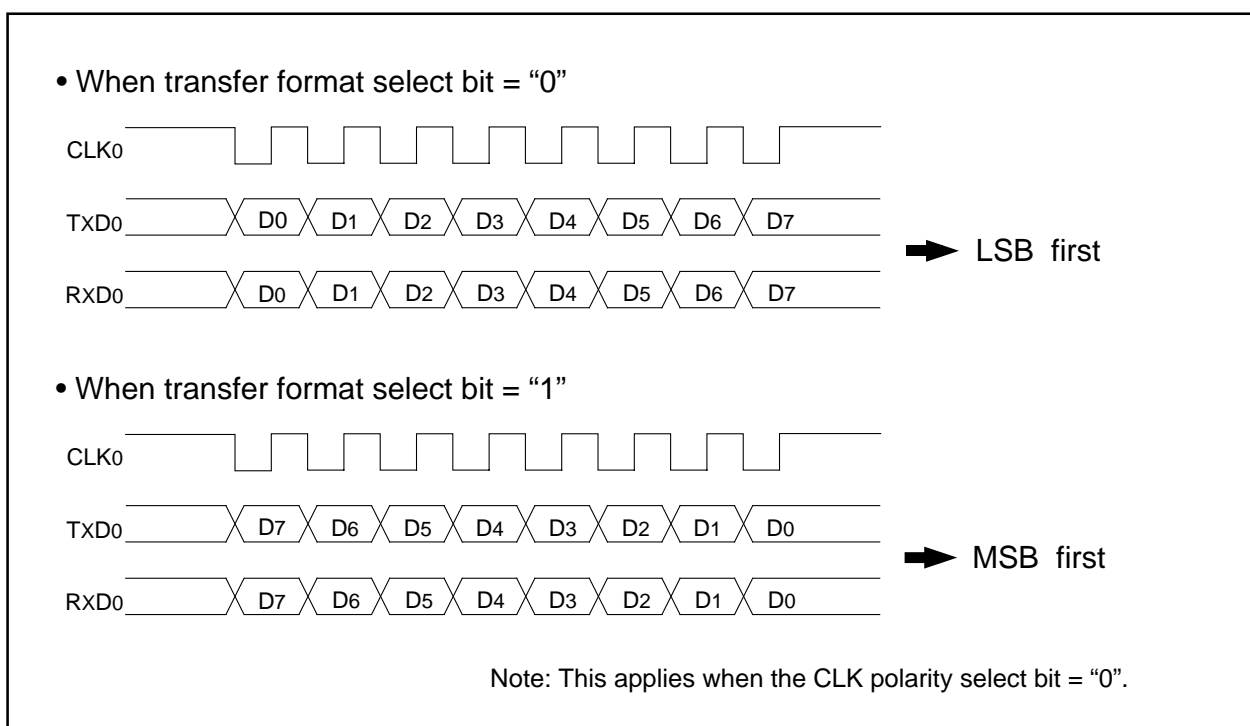 • When transfer format select bit = “0”
CLK0
TXD0 D0 D1 D2 D3 D4 D5 D6 D7
RXD0 D0 D1 D2 D3 D4 D5 D6 D7
LSB first
• When transfer format select bit = “1”
CLK0
TXD0 D7 D6 D5 D4 D3 D2 D1 D0
RXD0 D7 D6 D5 D4 D3 D2 D1 D0
MSB first
Note: This applies when the CLK polarity select bit = “0”.